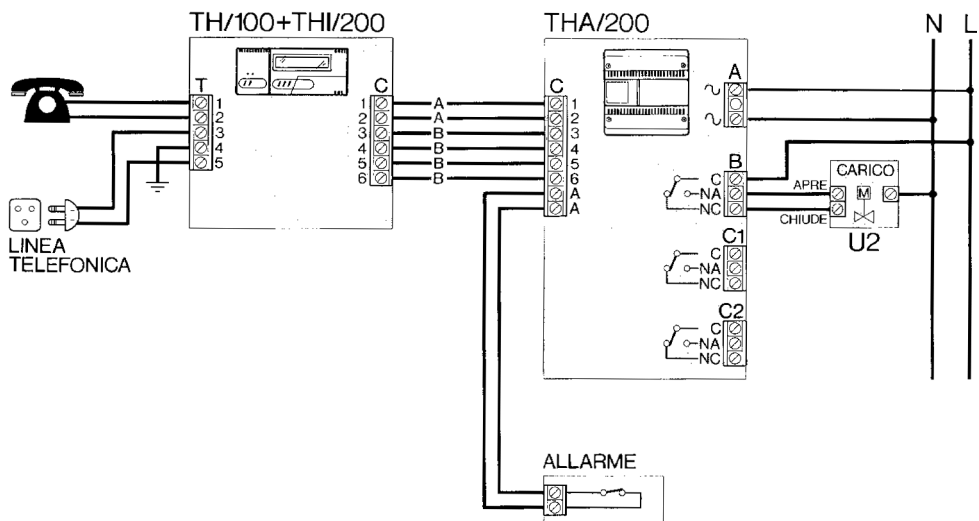 TH/100+THI/200
THA/200
N
L
T
1
2
3
4
5
C
1
2
3
4
5
6
A
A
B
B
B
B
C
1
2
3
4
5
6
A
A
A
∿
∿
B
C
NA
NC
APRE
CHIUDE
CARICO
M
U2
C1
C
NA
NC
C2
C
NA
NC
LINEA
TELEFONICA
ALLARME